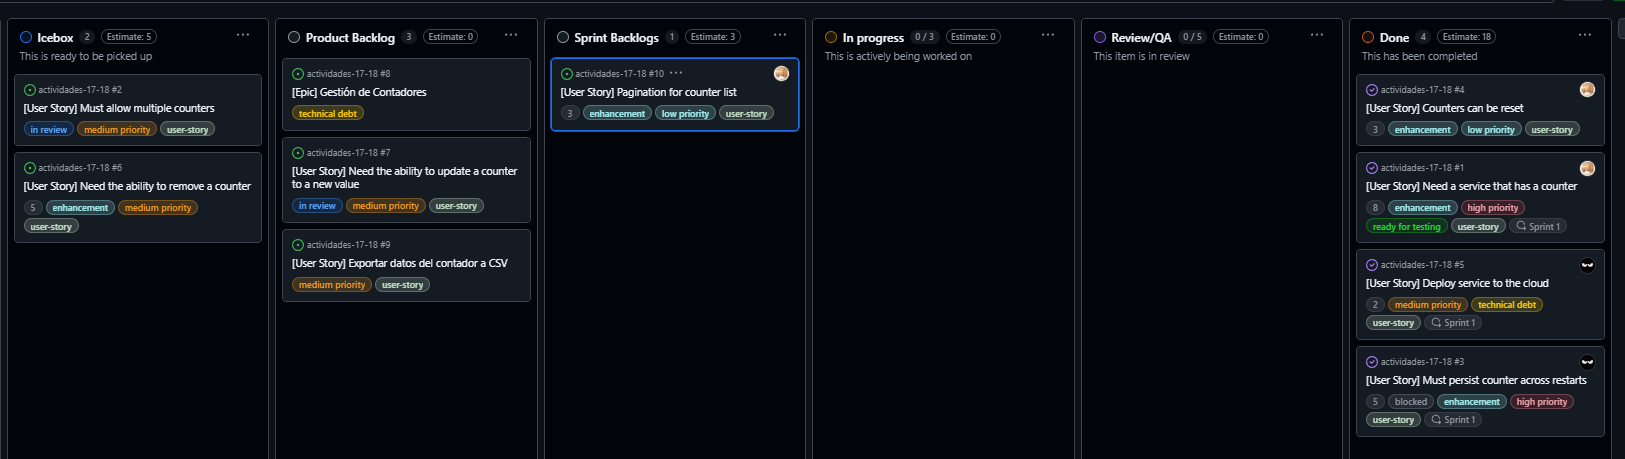 Icebox 2 Estimate: 5 ...
This is ready to be picked up
actividades-17-18 #2
[User Story] Must allow multiple counters
in review medium priority user-story
actividades-17-18 #6
[User Story] Need the ability to remove a counter
5 enhancement medium priority
user-story
Product Backlog 3 Estimate: 0 ...
actividades-17-18 #8
[Epic] Gestión de Contadores
technical debt
actividades-17-18 #7
[User Story] Need the ability to update a counter
to a new value
in review medium priority user-story
actividades-17-18 #9
[User Story] Exportar datos del contador a CSV
medium priority user-story
Sprint Backlogs 1 Estimate: 3 ...
actividades-17-18 #10 ...
[User Story] Pagination for counter list
3 enhancement low priority user-story
In progress 0 / 3 Estimate: 0 ...
This is actively being worked on
Review/QA 0 / 5 Estimate: 0 ...
This item is in review
Done 4 Estimate: 18 ...
This has been completed
actividades-17-18 #4
[User Story] Counters can be reset
3 enhancement low priority user-story
actividades-17-18 #1
[User Story] Need a service that has a counter
8 enhancement high priority
ready for testing user-story Sprint 1
actividades-17-18 #5
[User Story] Deploy service to the cloud
2 medium priority technical debt
user-story Sprint 1
actividades-17-18 #3
[User Story] Must persist counter across restarts
5 blocked enhancement high priority
user-story Sprint 1